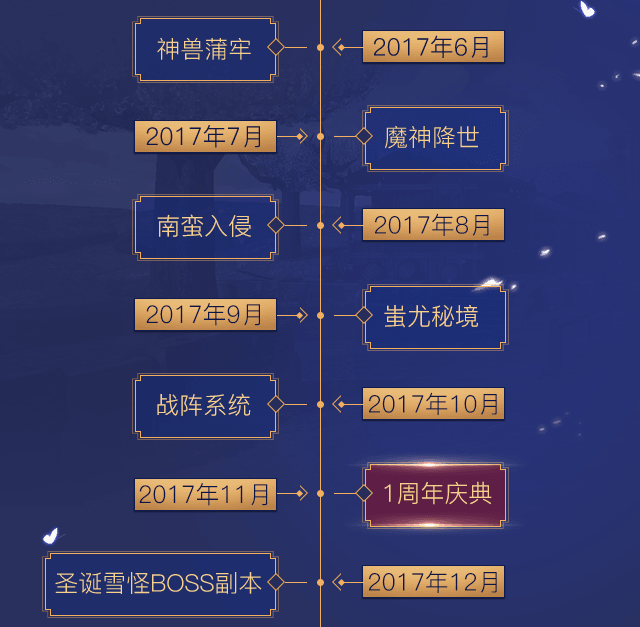 神兽蒲牢
2017年6月
2017年7月
魔神降世
南蛮入侵
2017年8月
2017年9月
蚩尤秘境
战阵系统
2017年10月
2017年11月
1周年庆典
圣诞雪怪BOSS副本
2017年12月